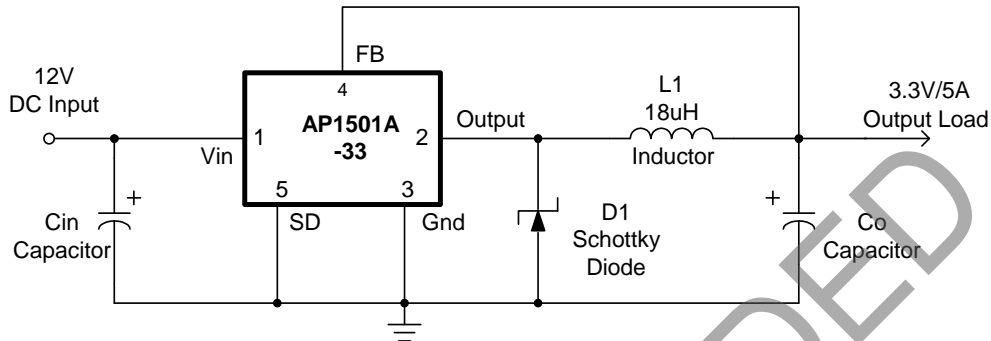 FB
12V
DC Input
4
L1
18uH
3.3V/5A
Output Load
AP1501A
-33
1
2
Output
Vin
Inductor
5
3
SD
Gnd
+
Cin
Capacitor
D1
Schottky
Diode
+
Co
Capacitor
DED